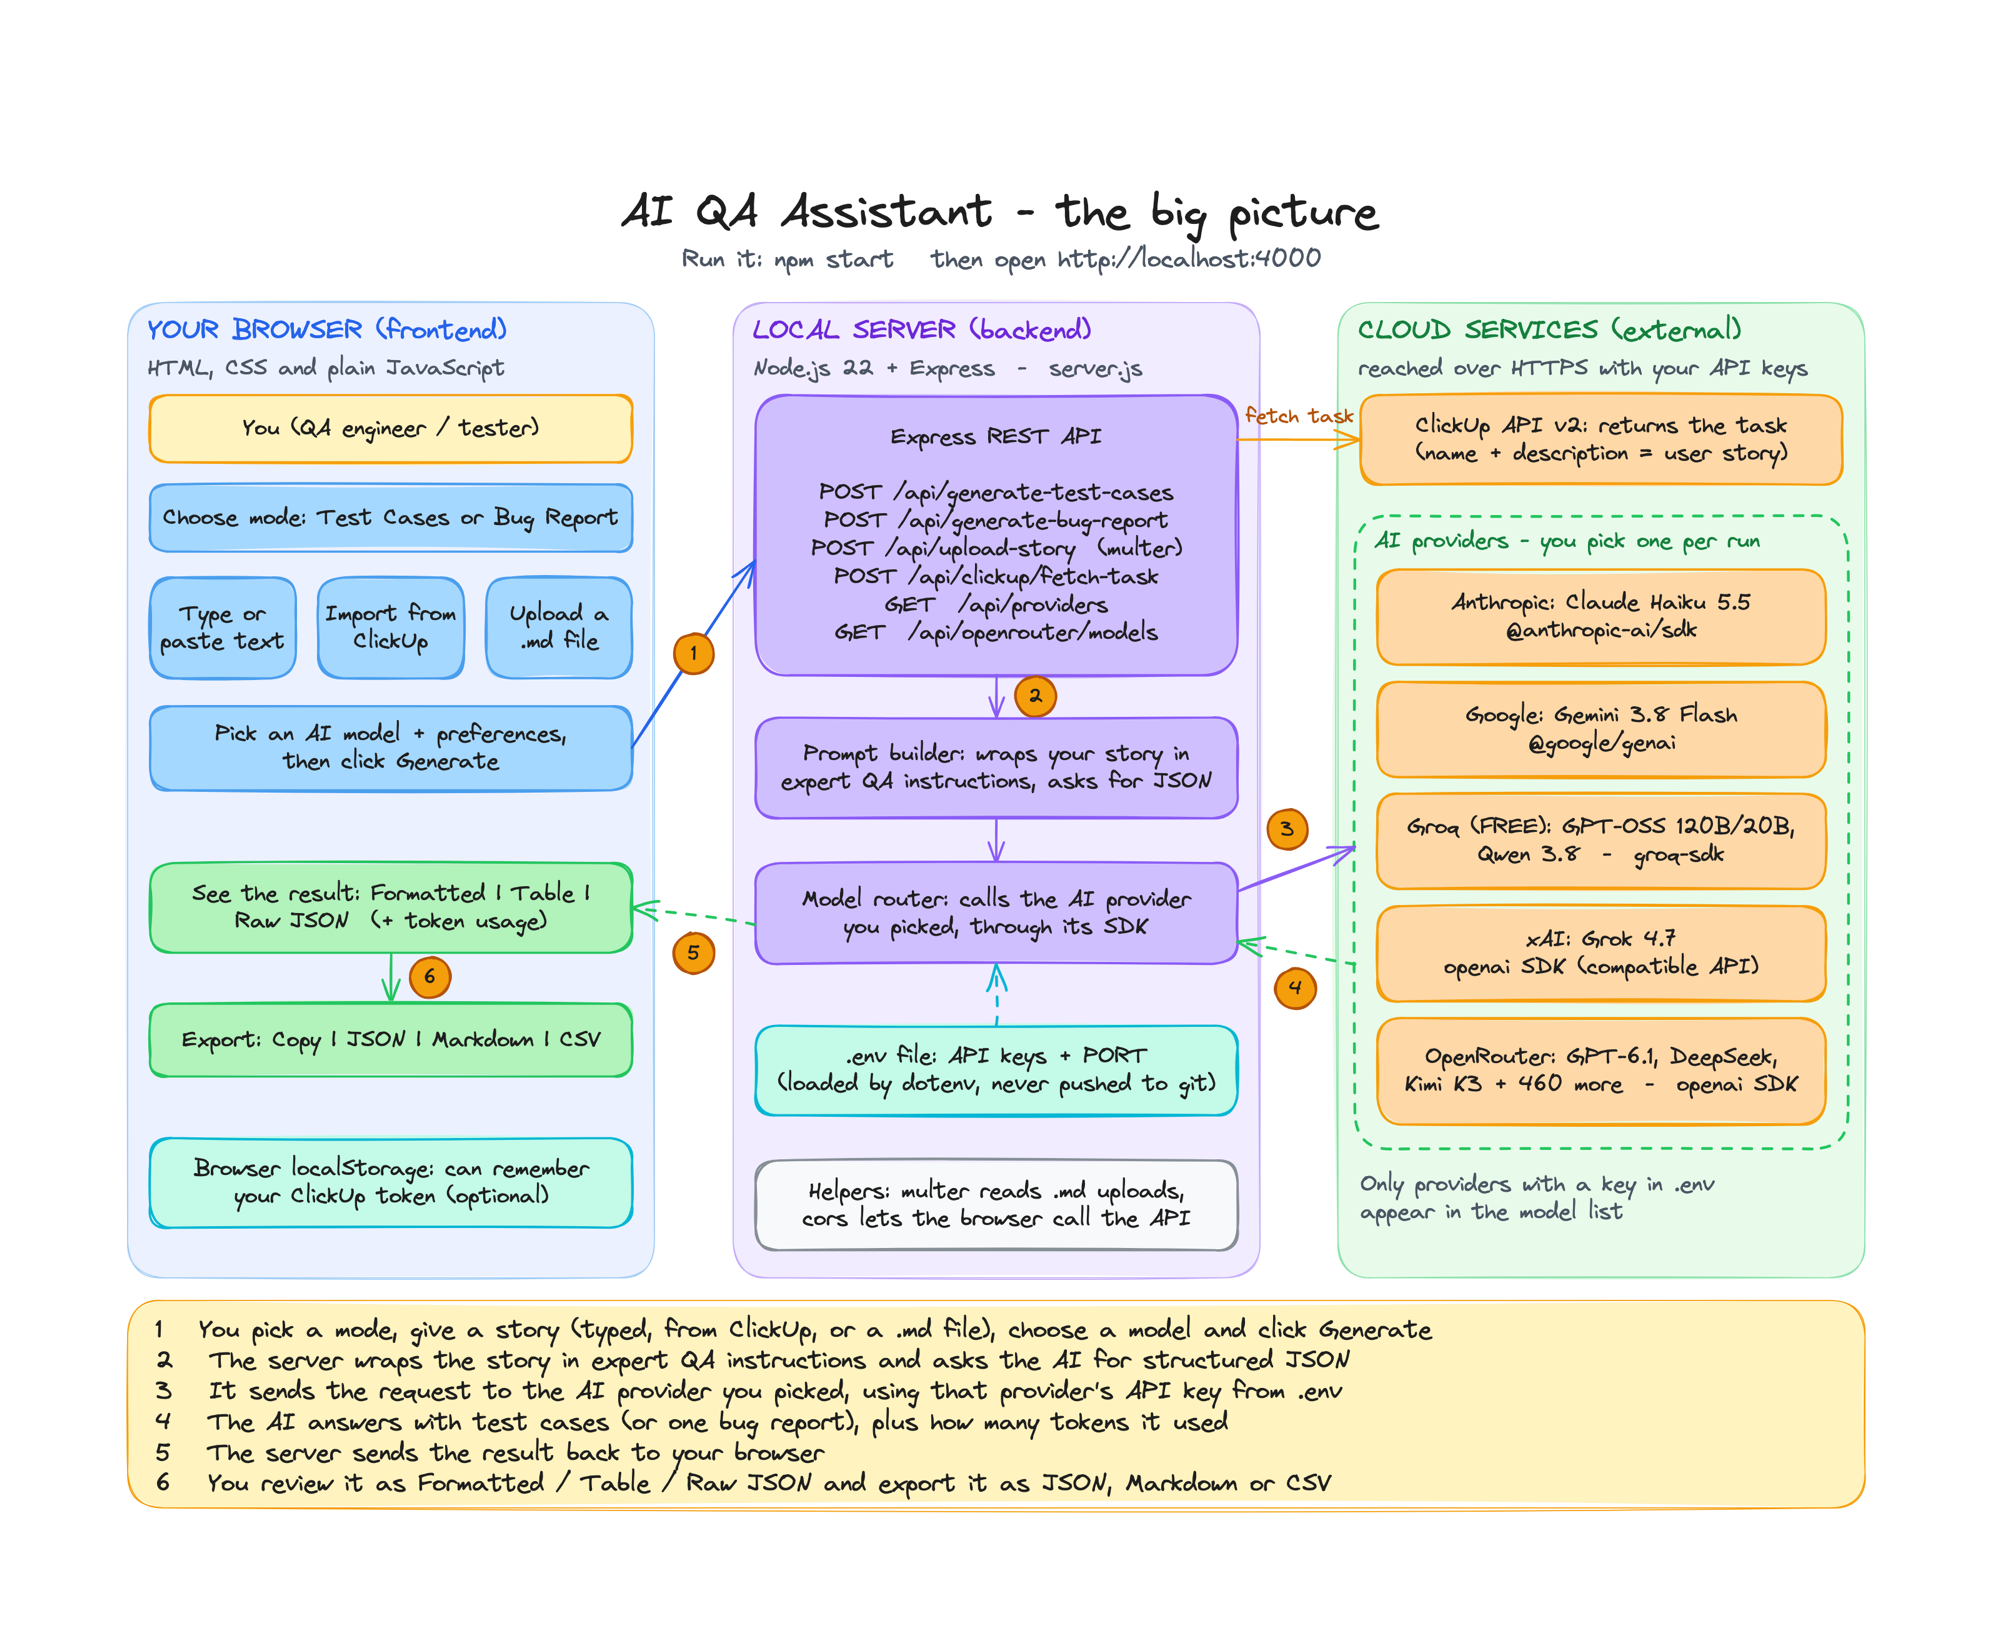 AI QA Assistant - the big picture
Run it: npm start then open http://localhost:4000
YOUR BROWSER (frontend)
HTML, CSS and plain JavaScript
You (QA engineer / tester)
Choose mode: Test Cases or Bug Report
Type or
paste text
Import from
ClickUp
Upload a
.md file
Pick an AI model + preferences,
then click Generate
See the result: Formatted | Table |
Raw JSON (+ token usage)
6
Export: Copy | JSON | Markdown | CSV
Browser localStorage: can remember
your ClickUp token (optional)
1
5
LOCAL SERVER (backend)
Node.js 22 + Express - server.js
Express REST API
POST /api/generate-test-cases
POST /api/generate-bug-report
POST /api/upload-story (multer)
POST /api/clickup/fetch-task
GET /api/providers
GET /api/openrouter/models
2
Prompt builder: wraps your story in
expert QA instructions, asks for JSON
Model router: calls the AI provider
you picked, through its SDK
.env file: API keys + PORT
(loaded by dotenv, never pushed to git)
Helpers: multer reads .md uploads,
cors lets the browser call the API
fetch task
3
4
CLOUD SERVICES (external)
reached over HTTPS with your API keys
ClickUp API v2: returns the task
(name + description = user story)
AI providers - you pick one per run
Anthropic: Claude Haiku 5.5
@anthropic-ai/sdk
Google: Gemini 3.8 Flash
@google/genai
Groq (FREE): GPT-OSS 120B/20B,
Qwen 3.8 - groq-sdk
xAI: Grok 4.7
openai SDK (compatible API)
OpenRouter: GPT-6.1, DeepSeek,
Kimi K3 + 460 more - openai SDK
Only providers with a key in .env
appear in the model list
1 You pick a mode, give a story (typed, from ClickUp, or a .md file), choose a model and click Generate
2 The server wraps the story in expert QA instructions and asks the AI for structured JSON
3 It sends the request to the AI provider you picked, using that provider's API key from .env
4 The AI answers with test cases (or one bug report), plus how many tokens it used
5 The server sends the result back to your browser
6 You review it as Formatted / Table / Raw JSON and export it as JSON, Markdown or CSV